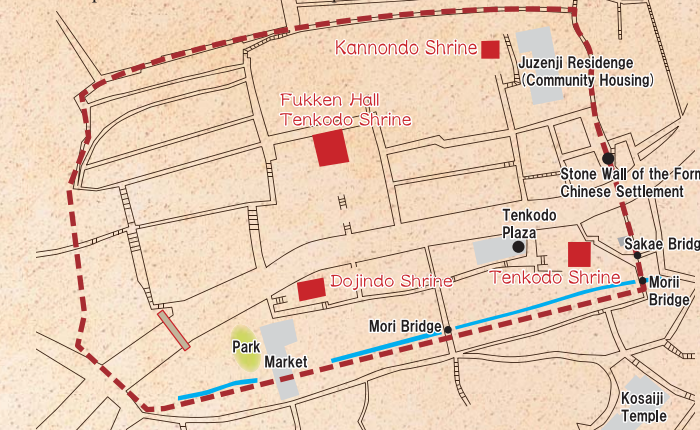 Kannondo Shrine
Juzenji Residenge
(Community Housing)
Fukken Hall
Tenkodo Shrine
Stone Wall of the Forn
Chinese Settlement
Tenkodo
Plaza
Sakae Bridg
Dojindo Shrine
Tenkodo Shrine
Morii
Bridge
Mori Bridge
Park
Market
Kosaiji
Temple